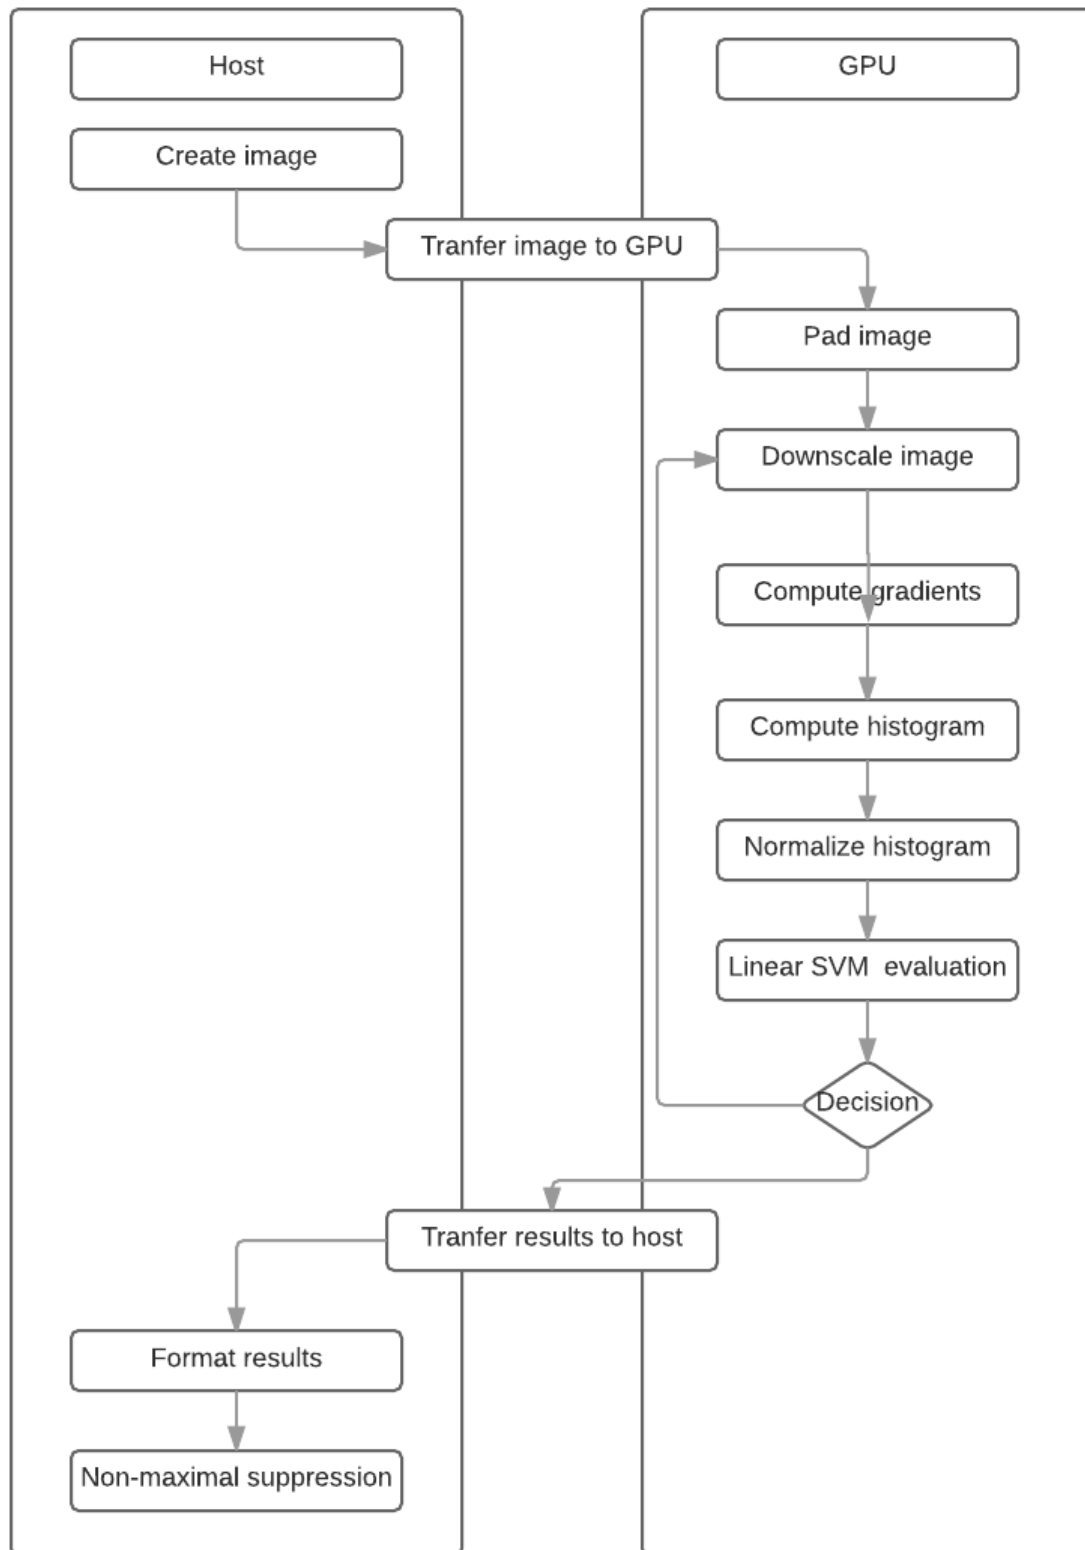 Host
GPU
Create image
Tranfer image to GPU
Pad image
Downscale image
Compute gradients
Compute histogram
Normalize histogram
Linear SVM  evaluation
Decision
Tranfer results to host
Format results
Non-maximal suppression